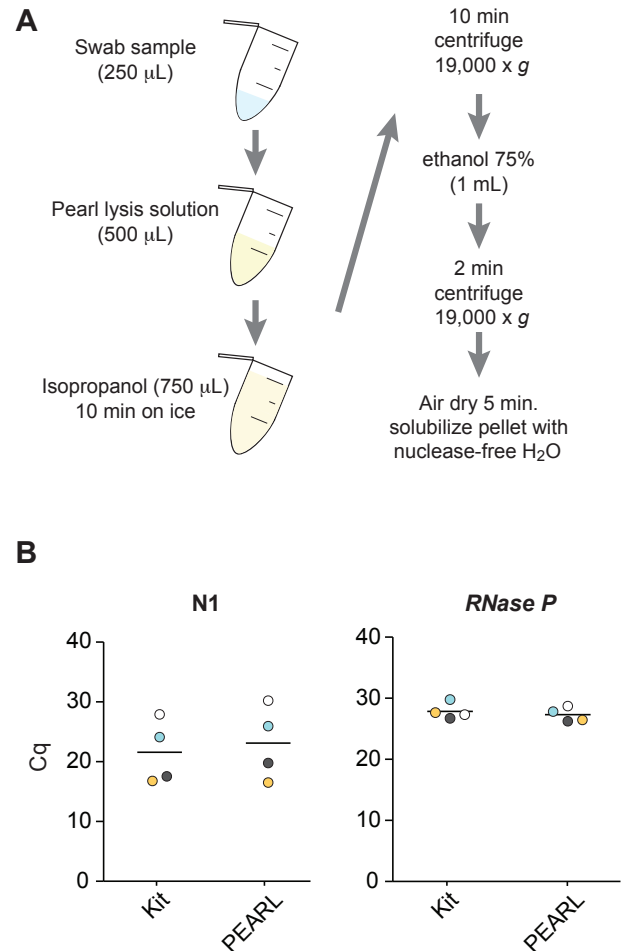 A
Swab sample
(250 μL)
Pearl lysis solution
(500 μL)
Isopropanol (750 μL)
10 min on ice
10 min
centrifuge
19,000 x g
ethanol 75%
(1 mL)
2 min
centrifuge
19,000 x g
Air dry 5 min.
solubilize pellet with
nuclease-free H₂O
B
N1
Cq
40
30
20
10
0
Kit
PEARL
RNase P
40
30
20
10
0
Kit
PEARL